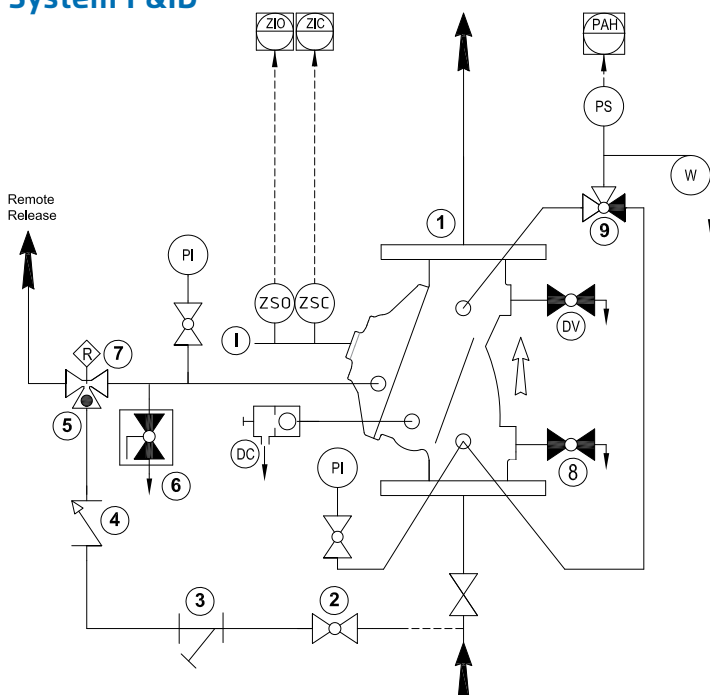 System P&ID
ZIO
ZIC
PAH
PS
W
Remote
Release
1
9
PI
ZSO
ZSC
I
DV
R
7
5
DC
6
PI
8
4
3
2